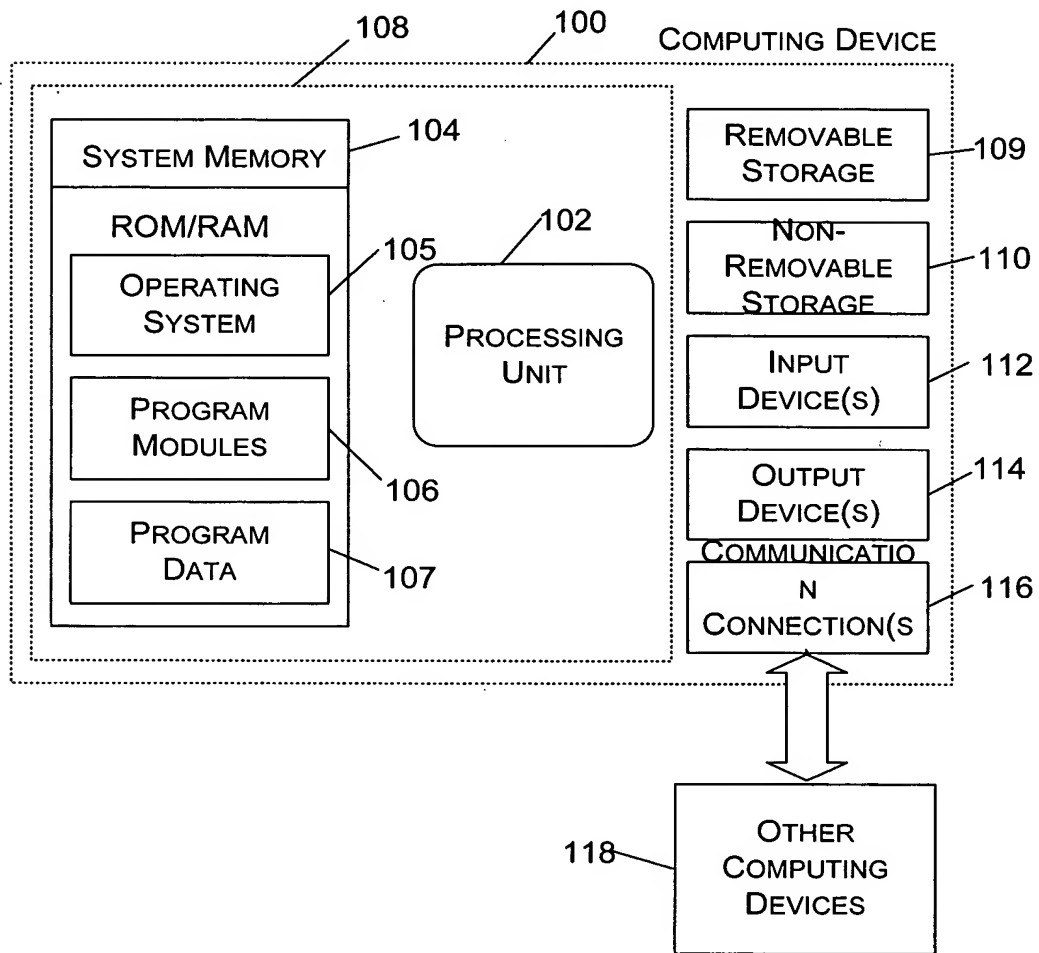 108
100
COMPUTING DEVICE
104
SYSTEM MEMORY
ROM/RAM
105
OPERATING
SYSTEM
PROGRAM
MODULES
106
PROGRAM
DATA
107
102
PROCESSING
UNIT
REMOVABLE
STORAGE
109
NON-
REMOVABLE
STORAGE
110
INPUT
DEVICE(S)
112
OUTPUT
DEVICE(S)
114
COMMUNICATIO
N
CONNECTION(S
116
OTHER
COMPUTING
DEVICES
118